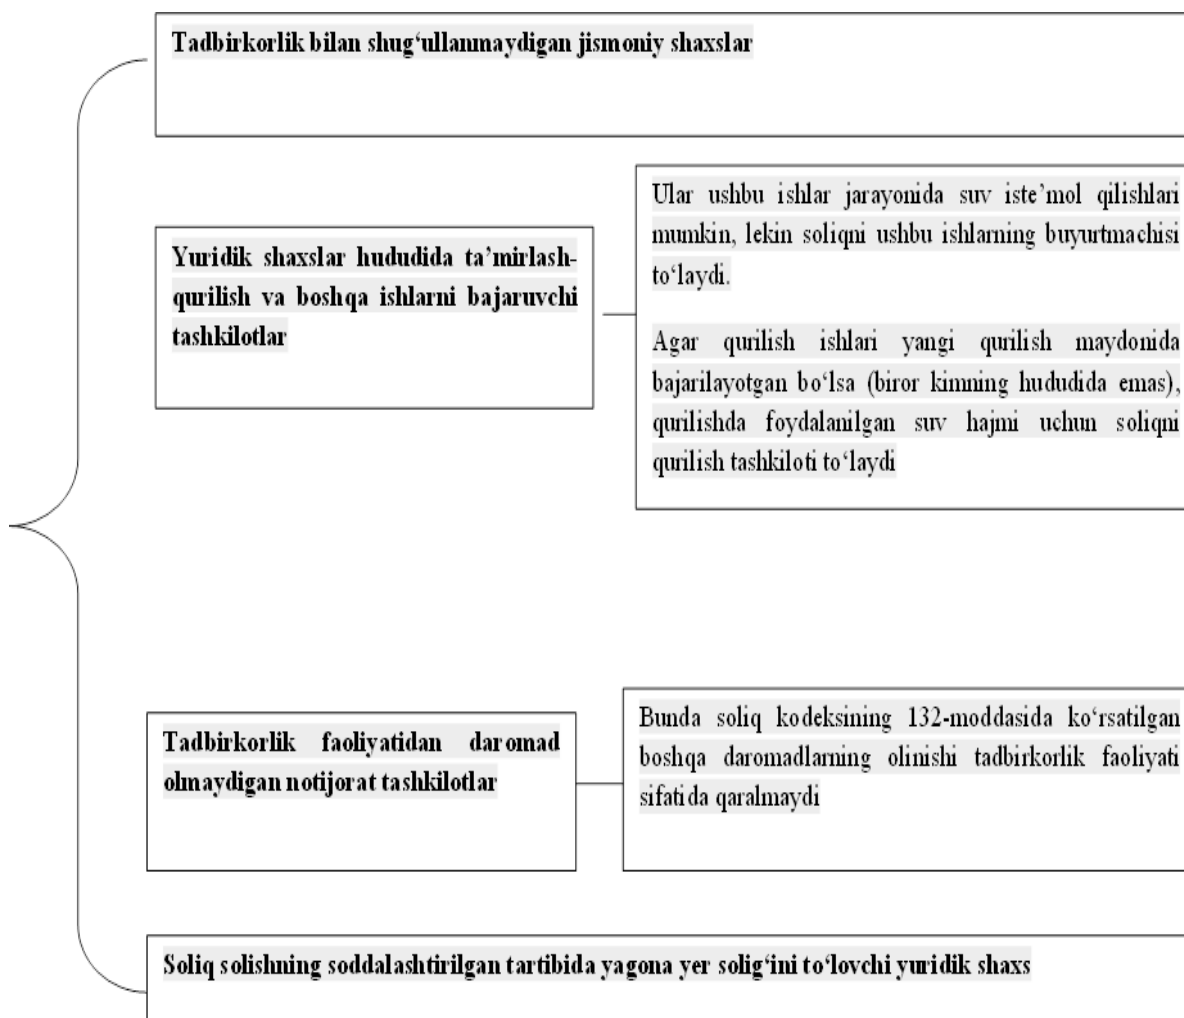 Tadbirkorlik bilan shug‘ullanmaydigan jismoniy shaxslar
Yuridik shaxslar hududida ta’mirlash-
qurilish va boshqa ishlarni bajaruvchi
tashkilotlar
Ular ushbu ishlar jarayonida suv iste’mol qilishlari
mumkin, lekin soliqni ushbu ishlarning buyurtmachisi
to‘laydi.
Agar qurilish ishlari yangi qurilish maydonida
bajarilayotgan bo‘lsa (biror kimning hududida emas),
qurilishda foydalanilgan suv hajmi uchun soliqni
qurilish tashkiloti to‘laydi
Tadbirkorlik faoliyatidan daromad
olmaydigan notijorat tashkilotlar
Bunda soliq kodeksining 132-moddasida ko‘rsatilgan
boshqa daromadlarning olinishi tadbirkorlik faoliyati
sifatida qaralmaydi
Soliq solishning soddalashtirilgan tartibida yagona yer solig‘ini to‘lovchi yuridik shaxs